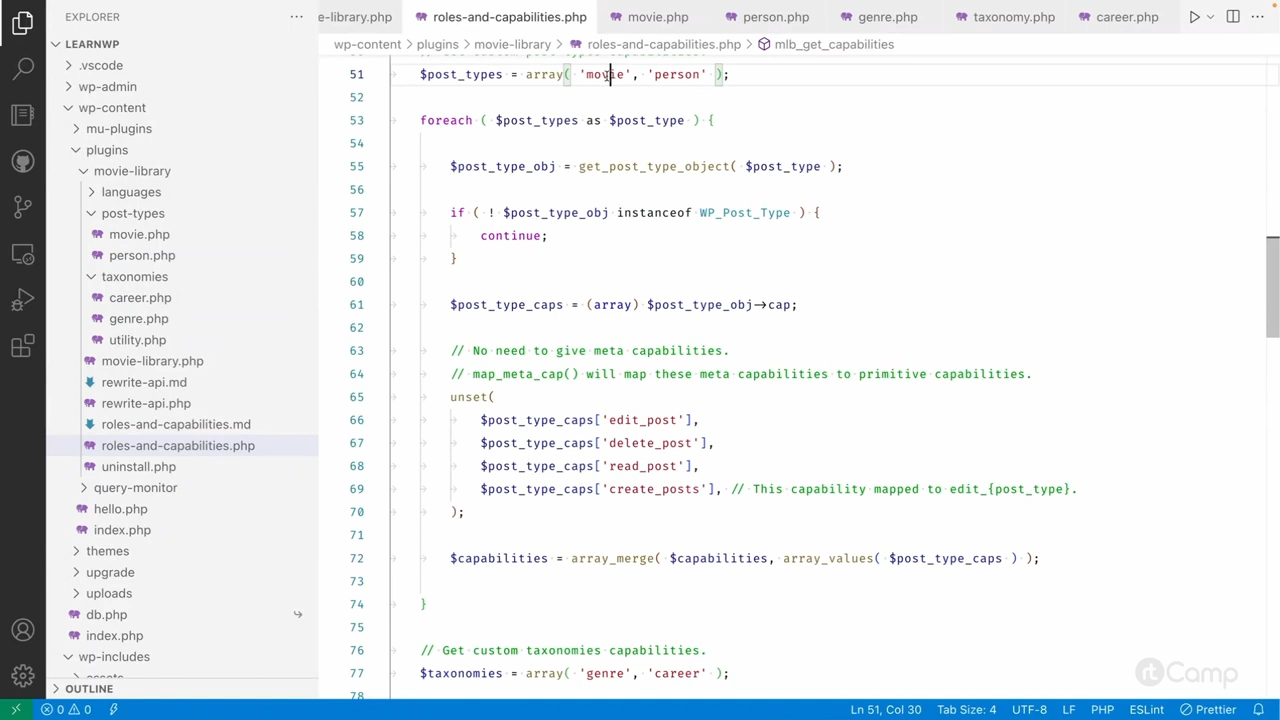 EXPLORER
LEARNWP
.vscode
wp-admin
wp-content
mu-plugins
plugins
movie-library
languages
post-types
movie.php
person.php
taxonomies
career.php
genre.php
utility.php
movie-library.php
rewrite-api.md
rewrite-api.php
roles-and-capabilities.md
roles-and-capabilities.php
uninstall.php
query-monitor
hello.php
index.php
themes
upgrade
uploads
db.php
index.php
wp-includes
OUTLINE
e-library.php roles-and-capabilities.php movie.php person.php genre.php taxonomy.php career.php
wp-content > plugins > movie-library > roles-and-capabilities.php > mlb_get_capabilities
51 $post_types = array( 'movie', 'person' );
52
53 foreach ( $post_types as $post_type ) {
54
55 $post_type_obj = get_post_type_object( $post_type );
56
57 if ( ! $post_type_obj instanceof WP_Post_Type ) {
58 continue;
59 }
60
61 $post_type_caps = (array) $post_type_obj->cap;
62
63 // No need to give meta capabilities.
64 // map_meta_cap() will map these meta capabilities to primitive capabilities.
65 unset(
66 $post_type_caps['edit_post'],
67 $post_type_caps['delete_post'],
68 $post_type_caps['read_post'],
69 $post_type_caps['create_posts'], // This capability mapped to edit_{post_type}.
70 );
71
72 $capabilities = array_merge( $capabilities, array_values( $post_type_caps ) );
73
74 }
75
76 // Get custom taxonomies capabilities.
77 $taxonomies = array( 'genre', 'career' );
78
rtCamp
0 0 Ln 51, Col 30 Tab Size: 4 UTF-8 LF PHP ESLint Prettier